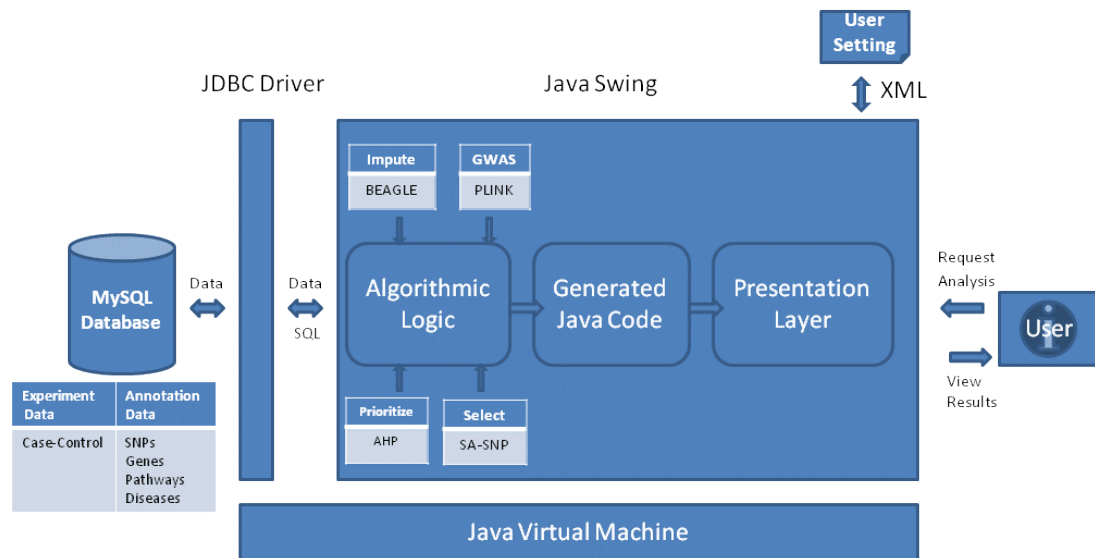 User
Setting
JDBC Driver
Java Swing
XML
Impute
BEAGLE
GWAS
PLINK
MySQL
Database
Data
Data
SQL
Algorithmic
Logic
Generated
Java Code
Presentation
Layer
Request
Analysis
User
View
Results
Experiment
Data
Annotation
Data
Case-Control
SNPs
Genes
Pathways
Diseases
Prioritize
AHP
Select
SA-SNP
Java Virtual Machine